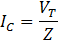 I_C = V_T / Z